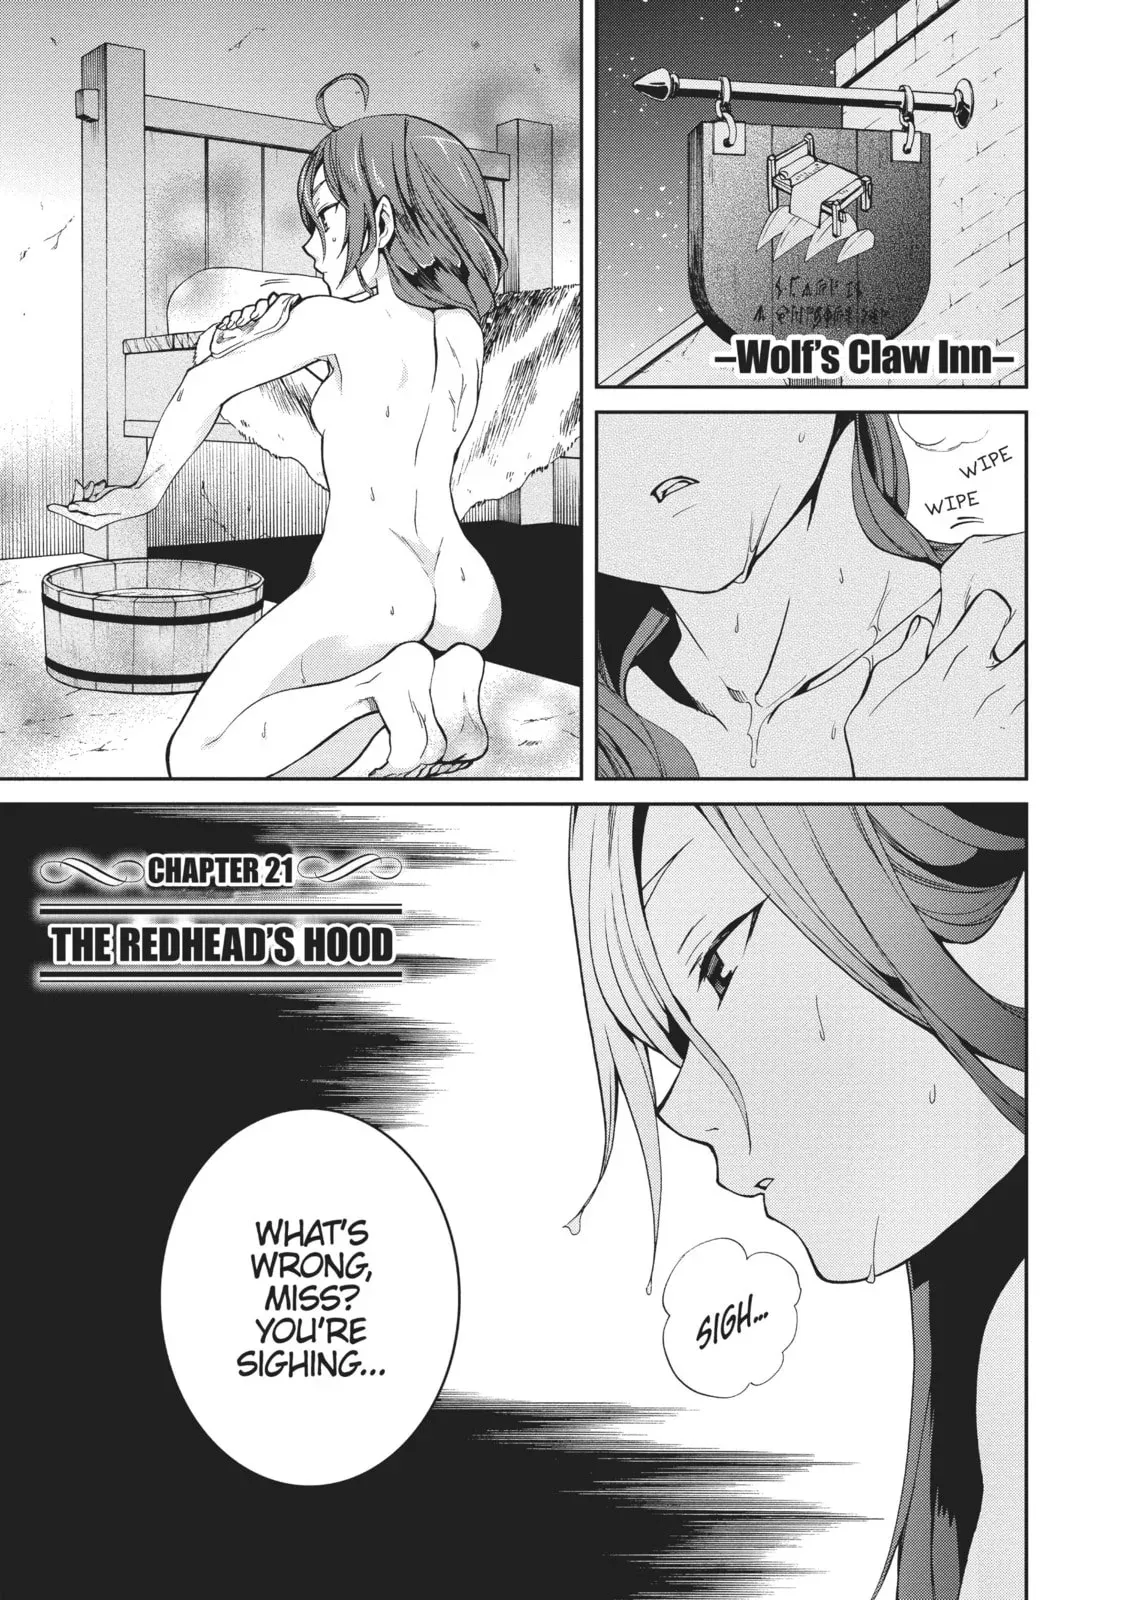 –Wolf's Claw Inn–
WIPE
WIPE
CHAPTER 21
THE REDHEAD'S HOOD
SIGH...
WHAT'S
WRONG,
MISS?
YOU'RE
SIGHING...